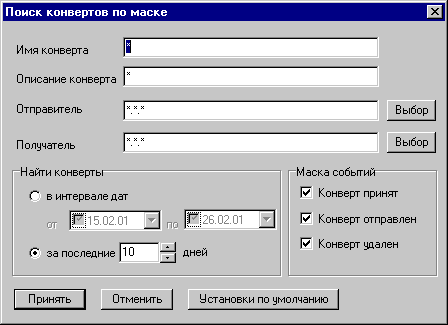 Поиск конвертов по маске
Имя конверта *
Описание конверта *
Отправитель *.*.* Выбор
Получатель *.*.* Выбор
Найти конверты Маска событий
в интервале дат Конверт принят
от 15.02.01 по 26.02.01 Конверт отправлен
за последние 10 дней Конверт удален
Принять Отменить Установки по умолчанию